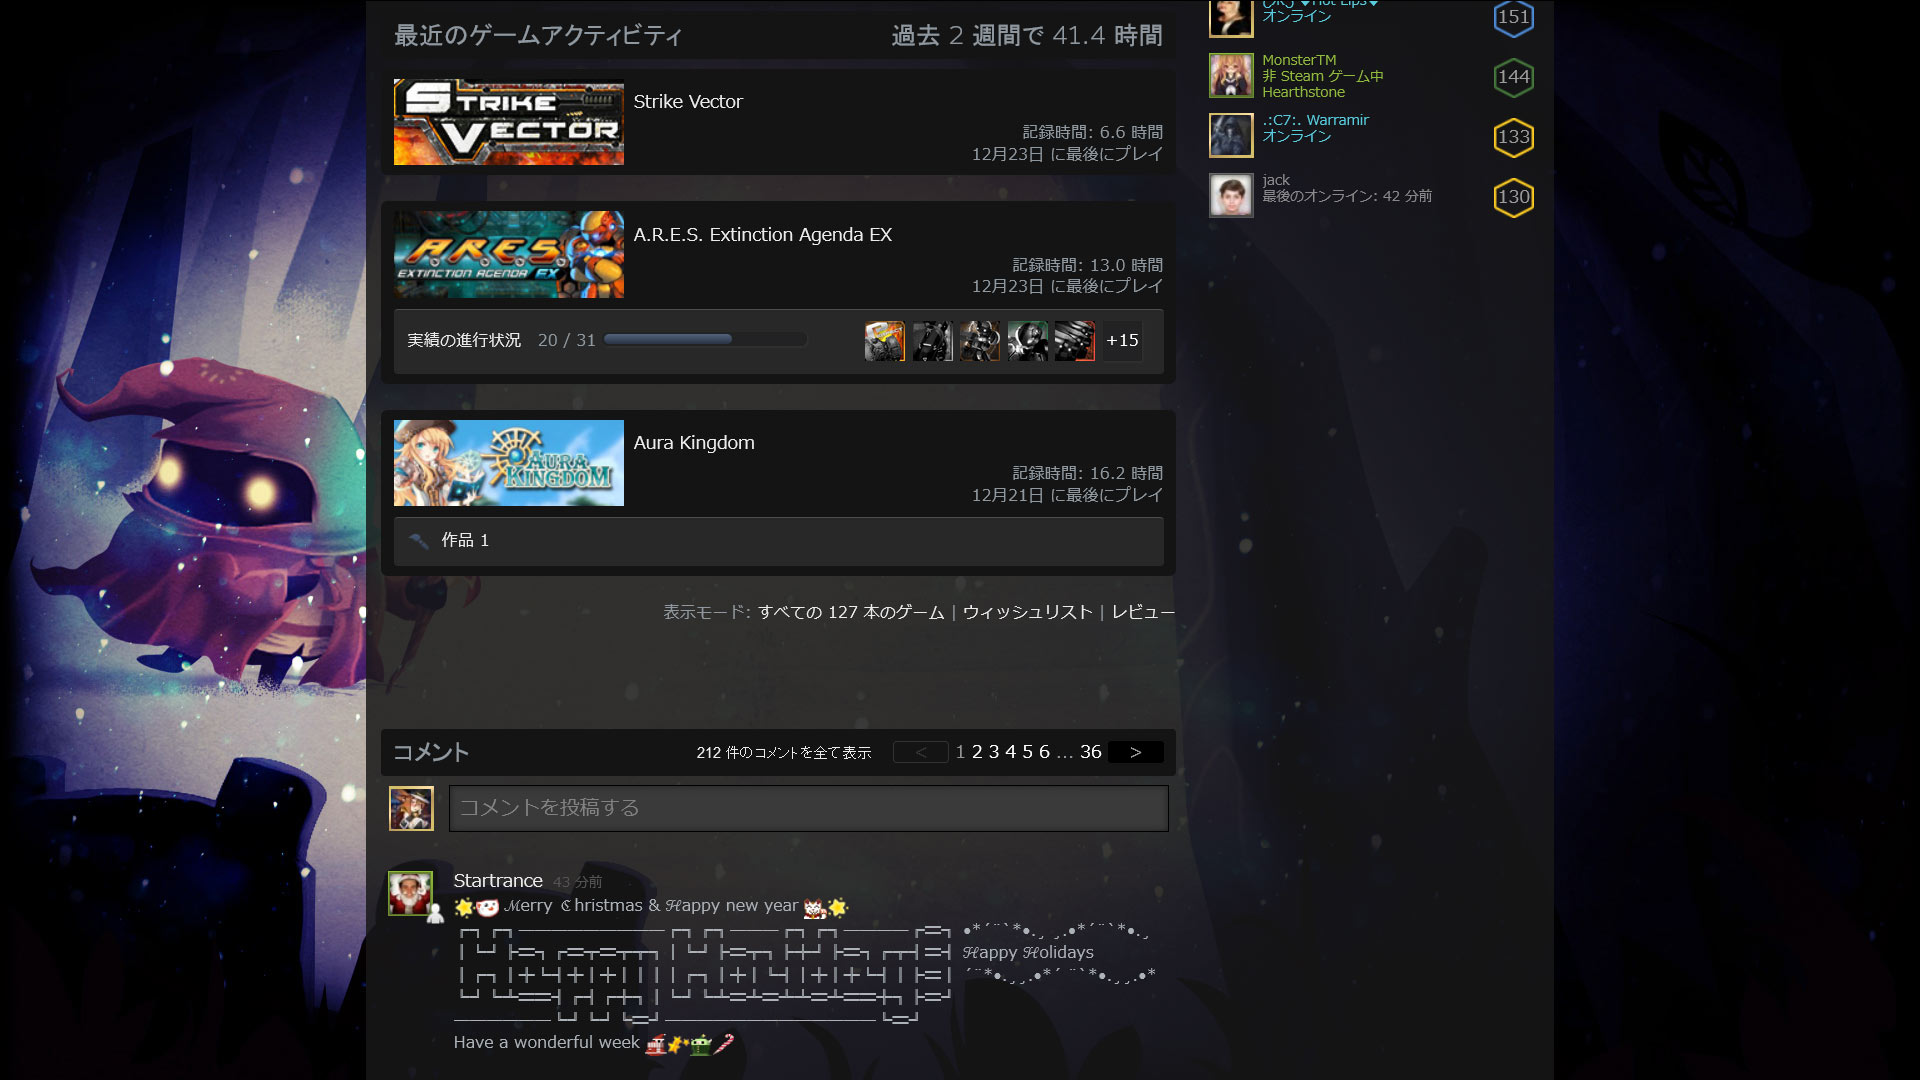 最近のゲームアクティビティ
過去 2 週間で 41.4 時間
STRIKE VECTOR
Strike Vector
記録時間: 6.6 時間
12月23日 に最後にプレイ
A.R.E.S.
EXTINCTION AGENDA EX
A.R.E.S. Extinction Agenda EX
記録時間: 13.0 時間
12月23日 に最後にプレイ
実績の進行状況 20 / 31
+15
AURA KINGDOM
Aura Kingdom
記録時間: 16.2 時間
12月21日 に最後にプレイ
作品 1
表示モード: すべての 127 本のゲーム | ウィッシュリスト | レビュー
コメント
212 件のコメントを全て表示
< 1 2 3 4 5 6 ... 36 >
コメントを投稿する
Startrance 43 分前
ℳerry ℭhristmas & ℋappy new year
ℋappy ℋolidays
Have a wonderful week
オンライン
151
MonsterTM
非 Steam ゲーム中
Hearthstone
144
.:C7:. Warramir
オンライン
133
jack
最後のオンライン: 42 分前
130